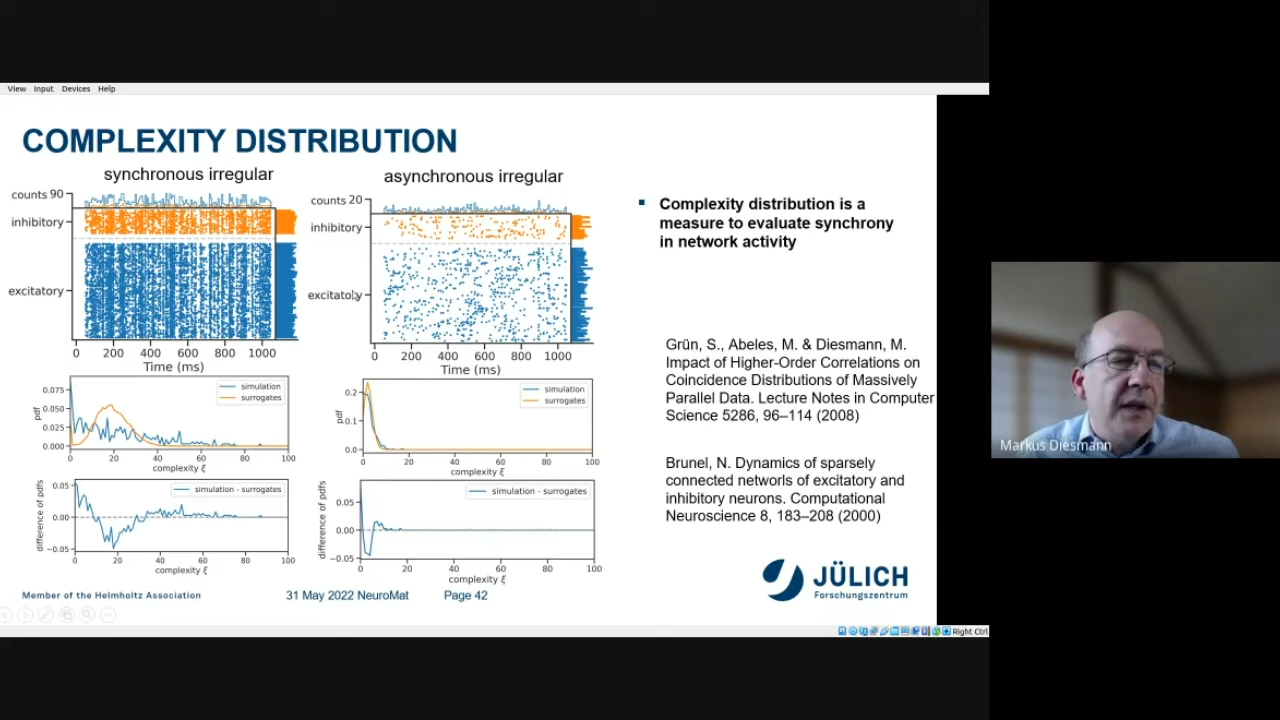 View Input Devices Help
COMPLEXITY DISTRIBUTION
synchronous irregular
counts 90
inhibitory
excitatory
0 200 400 600 800 1000
Time (ms)
asynchronous irregular
counts 20
inhibitory
excitatory
0 200 400 600 800 1000
Time (ms)
simulation
surrogates
pdf
0.075
0.050
0.025
0.000
0 20 40 60 80 100
complexity ξ
simulation
surrogates
pdf
0.2
0.1
0.0
0 20 40 60 80 100
complexity ξ
simulation - surrogates
difference of pdfs
0.05
0.00
−0.05
0 20 40 60 80 100
complexity ξ
simulation - surrogates
difference of pdfs
0.05
0.00
−0.05
0 20 40 60 80 100
complexity ξ
Complexity distribution is a
measure to evaluate synchrony
in network activity
Grün, S., Abeles, M. & Diesmann, M.
Impact of Higher-Order Correlations on
Coincidence Distributions of Massively
Parallel Data. Lecture Notes in Computer
Science 5286, 96–114 (2008)
Brunel, N. Dynamics of sparsely
connected networls of excitatory and
inhibitory neurons. Computational
Neuroscience 8, 183–208 (2000)
JÜLICH
Forschungszentrum
Member of the Helmholtz Association
31 May 2022 NeuroMat
Page 42
Right Ctrl
Markus Diesmann